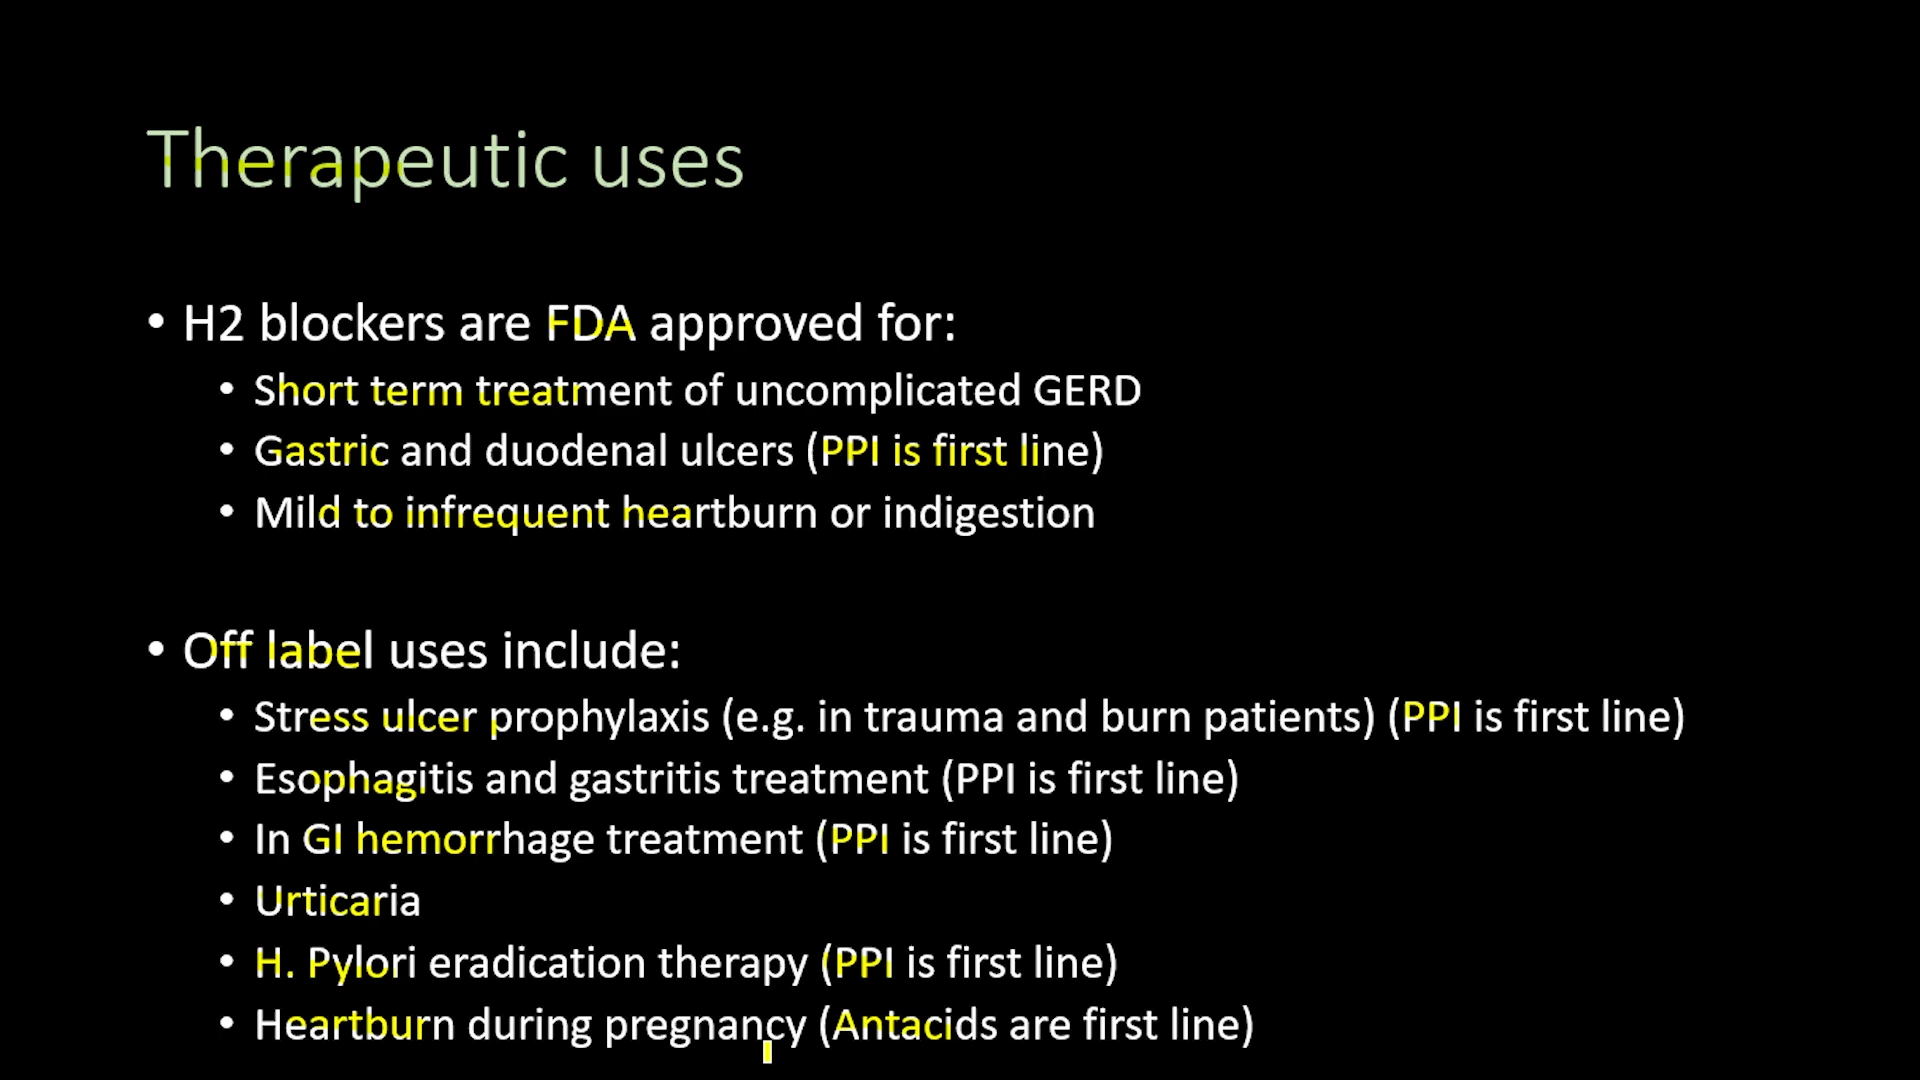 Therapeutic uses
• H2 blockers are FDA approved for:
• Short term treatment of uncomplicated GERD
• Gastric and duodenal ulcers (PPI is first line)
• Mild to infrequent heartburn or indigestion
• Off label uses include:
• Stress ulcer prophylaxis (e.g. in trauma and burn patients) (PPI is first line)
• Esophagitis and gastritis treatment (PPI is first line)
• In GI hemorrhage treatment (PPI is first line)
• Urticaria
• H. Pylori eradication therapy (PPI is first line)
• Heartburn during pregnancy (Antacids are first line)